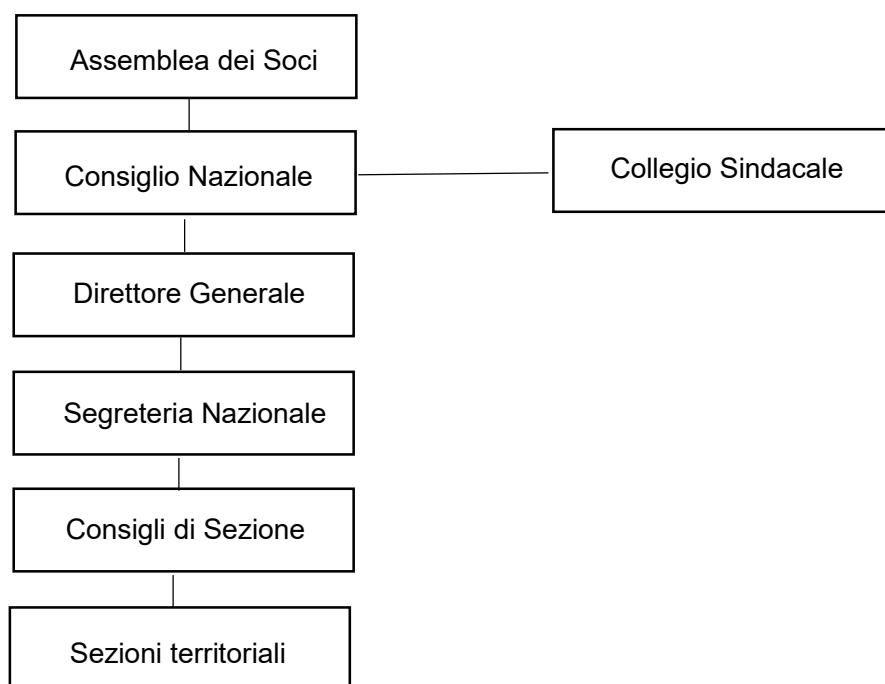 Assemblea dei Soci
Consiglio Nazionale
Collegio Sindacale
Direttore Generale
Segreteria Nazionale
Consigli di Sezione
Sezioni territoriali